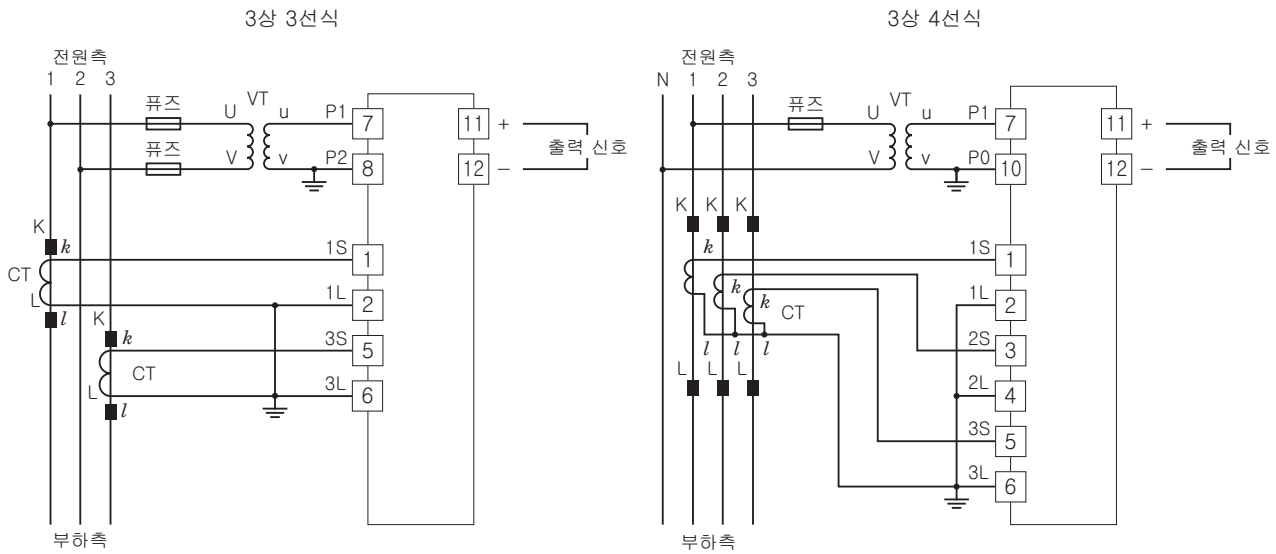 3상 3선식
전원측
1 2 3
퓨즈
U VT u P1 7
11 +
퓨즈
V v P2 8
12 −
출력 신호
K
k
1S 1
CT
L
1L 2
l
K
k
3S 5
CT
L
3L 6
l
부하측
3상 4선식
전원측
N 1 2 3
퓨즈
U VT u P1 7
11 +
V v P0 10
12 −
출력 신호
K K K
k
1S 1
k
k
1L 2
CT
l l l
2S 3
L L L
2L 4
3S 5
3L 6
부하측